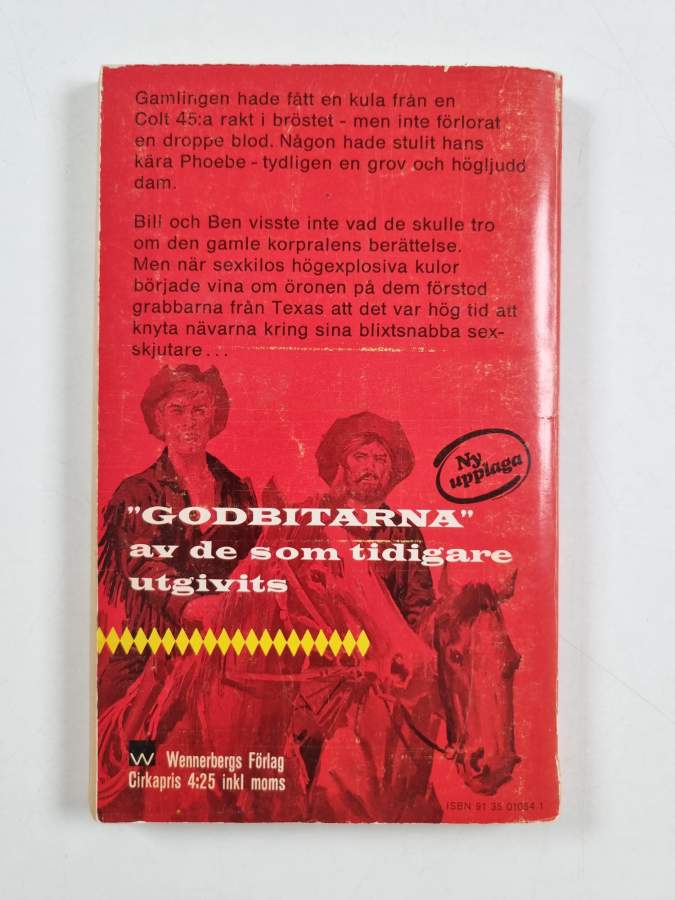 Gamlingen hade fått en kula från en
Colt 45:a rakt i bröstet - men inte förlorat
en droppe blod. Någon hade stulit hans
kära Phoebe - tydligen en grov och högljudd
dam.
Bill och Ben visste inte vad de skulle tro
om den gamle korpralens berättelse.
Men när sexkilos högexplosiva kulor
började vina om öronen på dem förstod
grabbarna från Texas att det var hög tid att
knyta nävarna kring sina blixtsnabba sex-
skjutare...
Ny
upplaga
"GODBITARNA"
av de som tidigare
utgivits
W Wennerbergs Förlag
Cirkapris 4:25 inkl moms
ISBN 91 35 01054 1